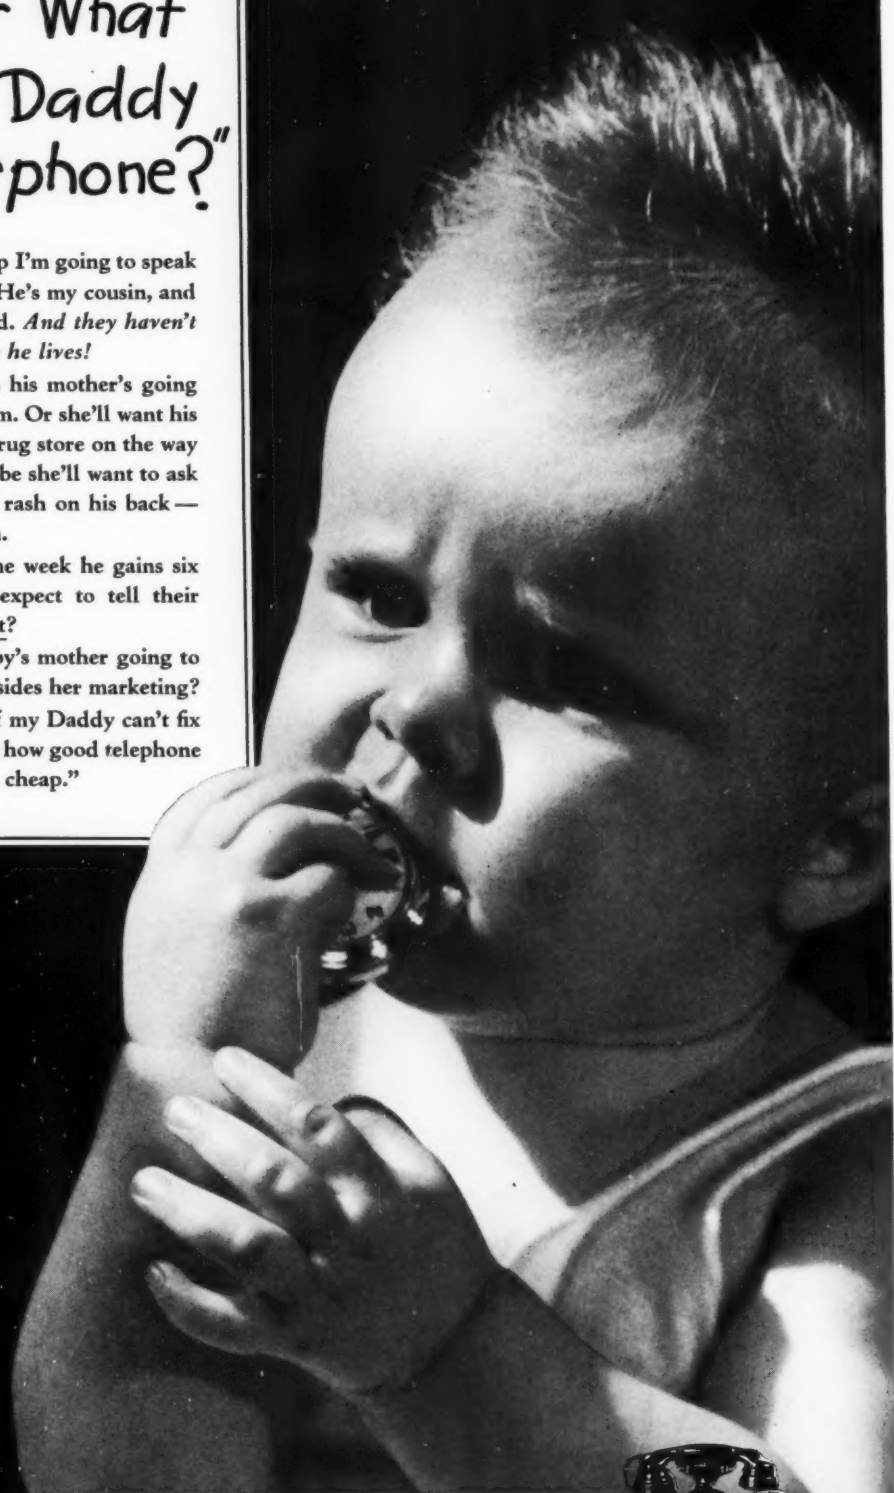 What
Daddy
phone?"
p I'm going to speak
He's my cousin, and
d. And they haven't
he lives!
his mother's going
m. Or she'll want his
rug store on the way
be she'll want to ask
rash on his back—
.
ne week he gains six
expect to tell their
t?
by's mother going to
sides her marketing?
f my Daddy can't fix
how good telephone
cheap."